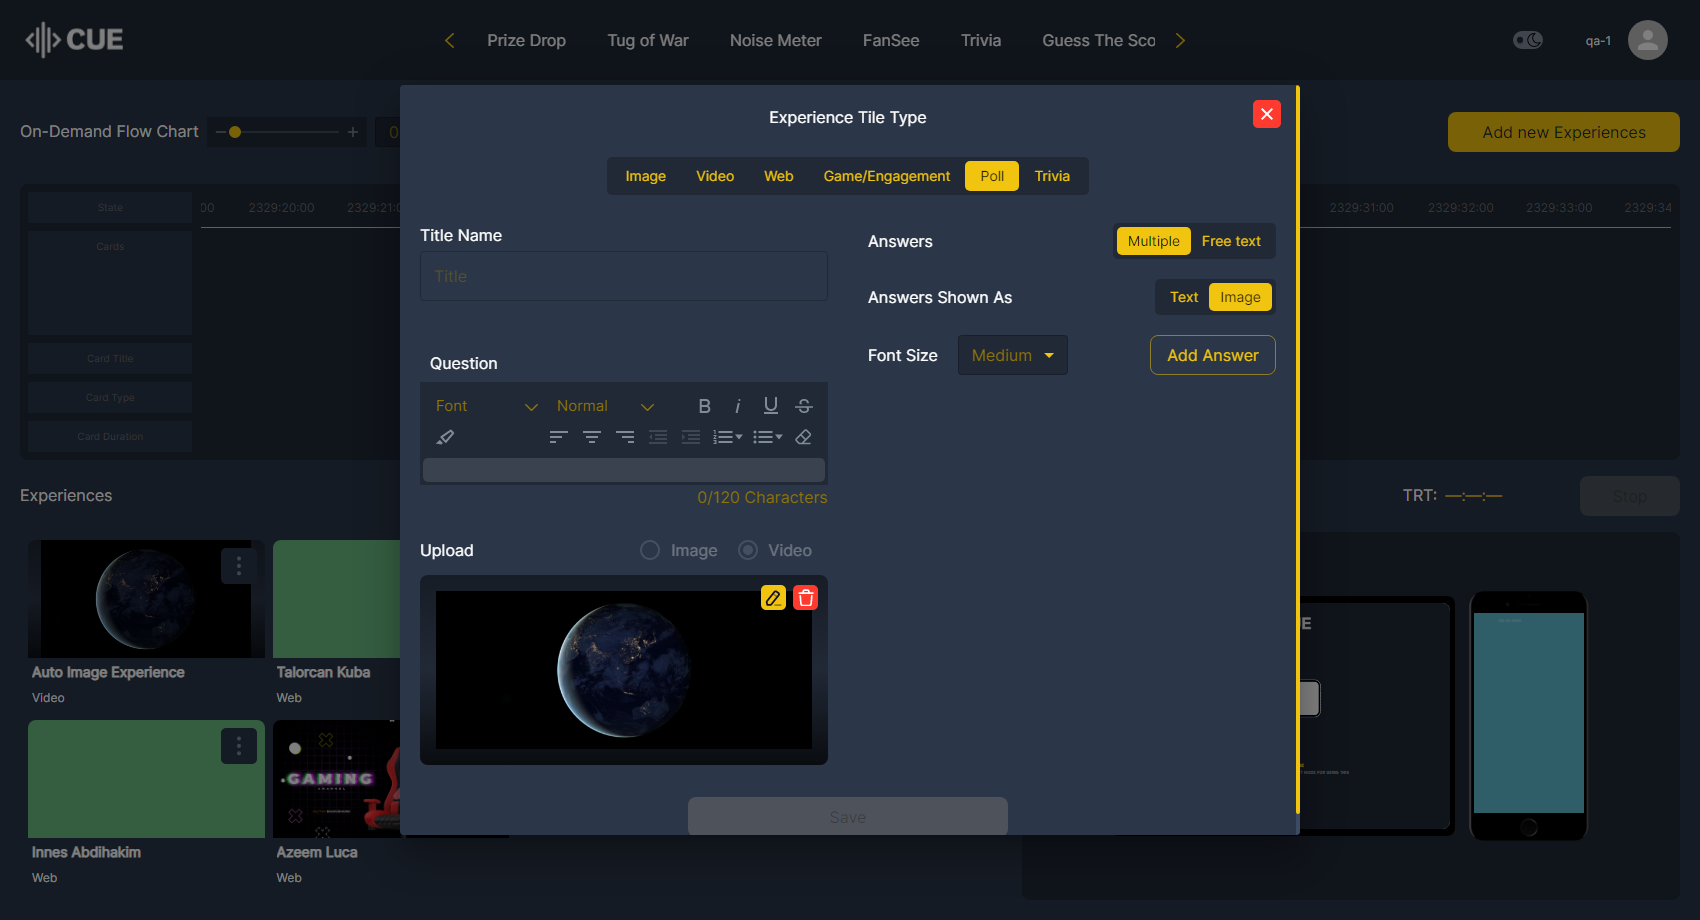 CUE
Prize Drop
Tug of War
Noise Meter
FanSee
Trivia
Guess The Sco
qa-1
On-Demand Flow Chart
0
Add new Experiences
State
00
2329:20:00
2329:21:0
2329:31:00
2329:32:00
2329:33:00
2329:34
Cards
Card Title
Card Type
Card Duration
Experience Tile Type
Image
Video
Web
Game/Engagement
Poll
Trivia
Title Name
Title
Question
Font
Normal
0/120 Characters
Upload
Image
Video
Answers
Multiple
Free text
Answers Shown As
Text
Image
Font Size
Medium
Add Answer
Save
Experiences
TRT: —:—:—
Stop
Auto Image Experience
Video
Talorcan Kuba
Web
GAMING
Innes Abdihakim
Web
Azeem Luca
Web